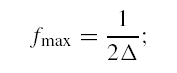 f_max = 1 / 2Δ;